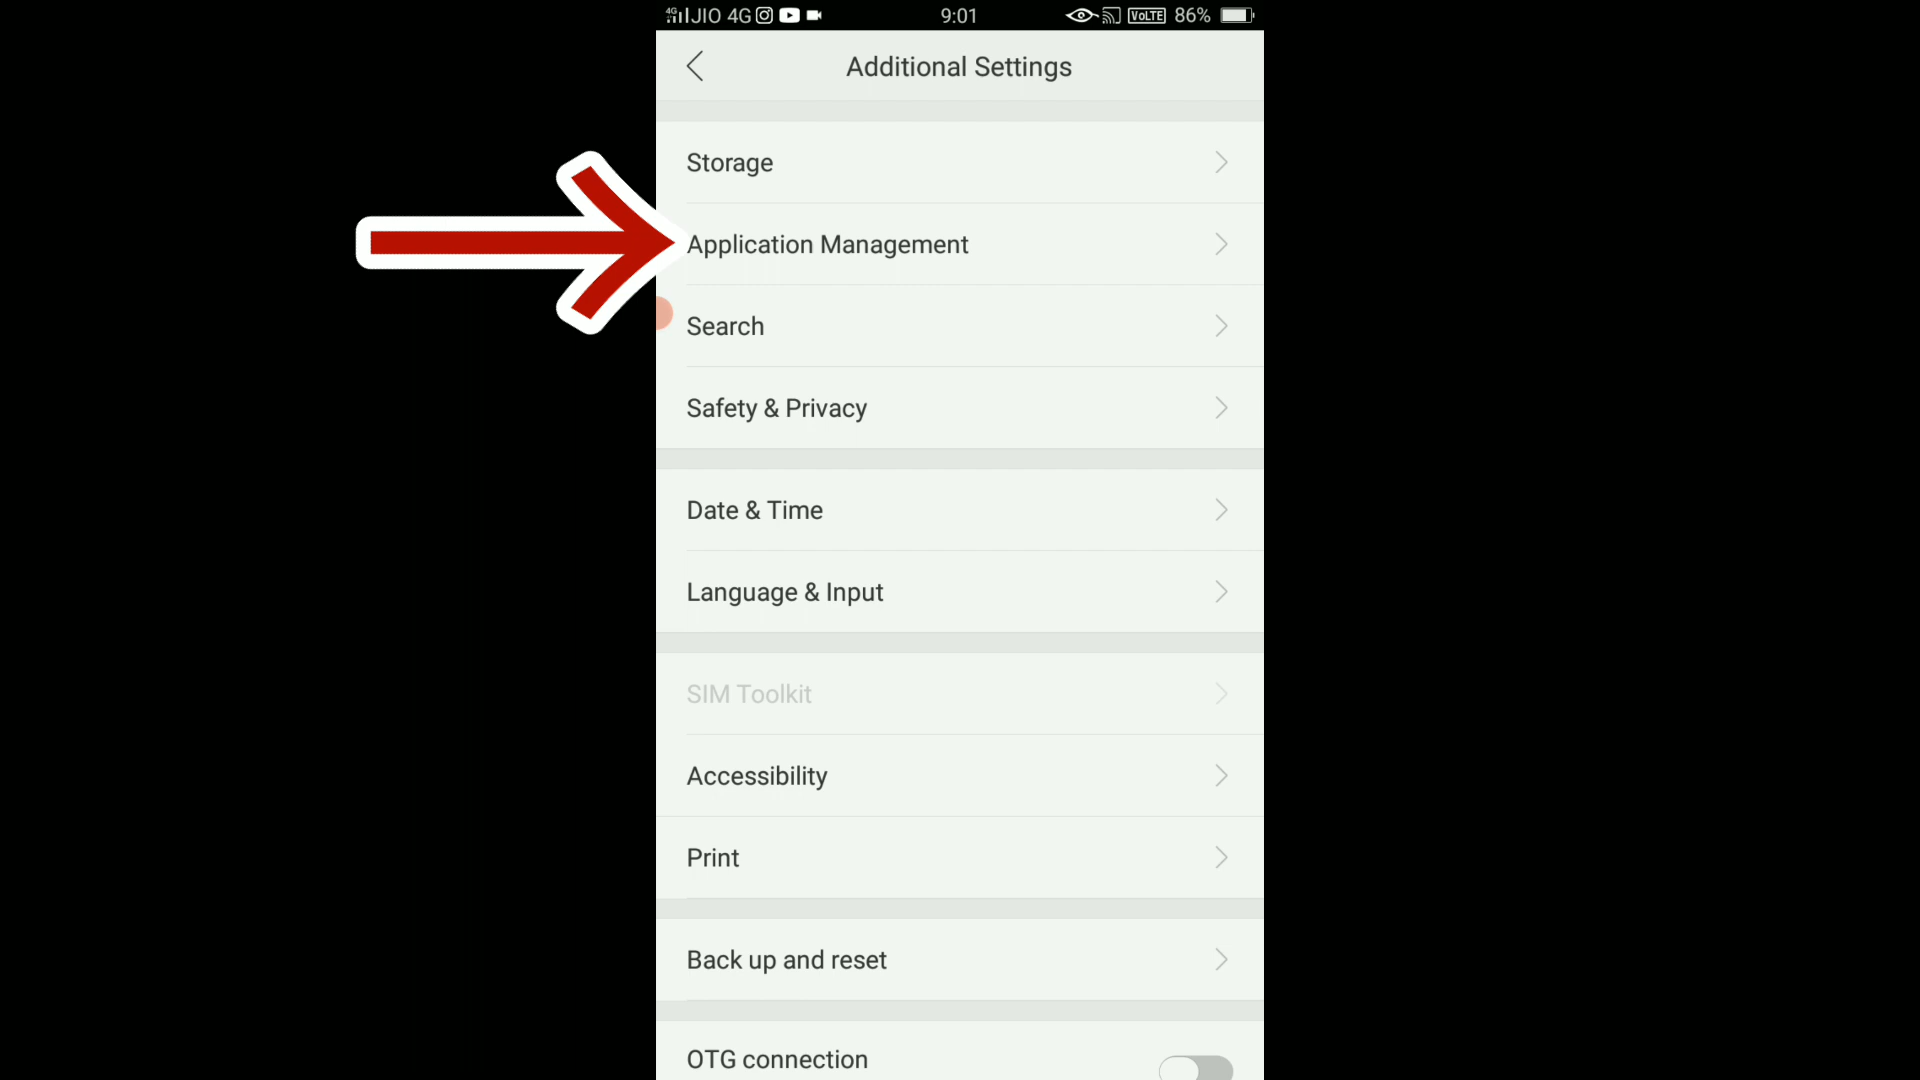 4G JIO 4G 9:01 VoLTE 86%
Additional Settings
Storage
Application Management
Search
Safety & Privacy
Date & Time
Language & Input
SIM Toolkit
Accessibility
Print
Back up and reset
OTG connection